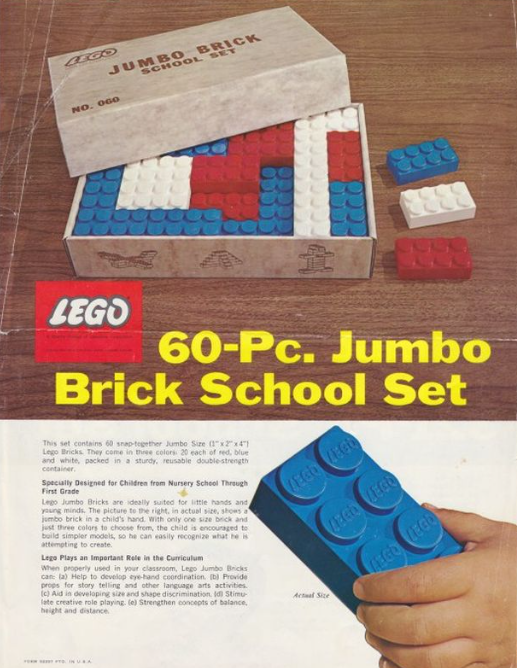 LEGO
JUMBO BRICK
SCHOOL SET
NO. 060
LEGO
60-Pc. Jumbo
Brick School Set
This set contains 60 snap-together Jumbo Size (1" x 2" x 4")
Lego Bricks. They come in three colors: 20 each of red, blue
and white, packed in a sturdy, reusable double-strength
container.
Specially Designed for Children from Nursery School Through
First Grade
Lego Jumbo Bricks are ideally suited for little hands and
young minds. The picture to the right, in actual size, shows a
jumbo brick in a child's hand. With only one size brick and
just three colors to choose from, the child is encouraged to
build simpler models, so he can easily recognize what he is
attempting to create.
Lego Plays an Important Role in the Curriculum
When properly used in your classroom, Lego Jumbo Bricks
can: (a) Help to develop eye-hand coordination. (b) Provide
props for story telling and other language arts activities.
(c) Aid in developing size and shape discrimination. (d) Stimu-
late creative role playing. (e) Strengthen concepts of balance,
height and distance.
Actual Size
LEGO
LEGO
LEGO
LEGO
LEGO
LEGO
FORM PTD. IN U.S.A.